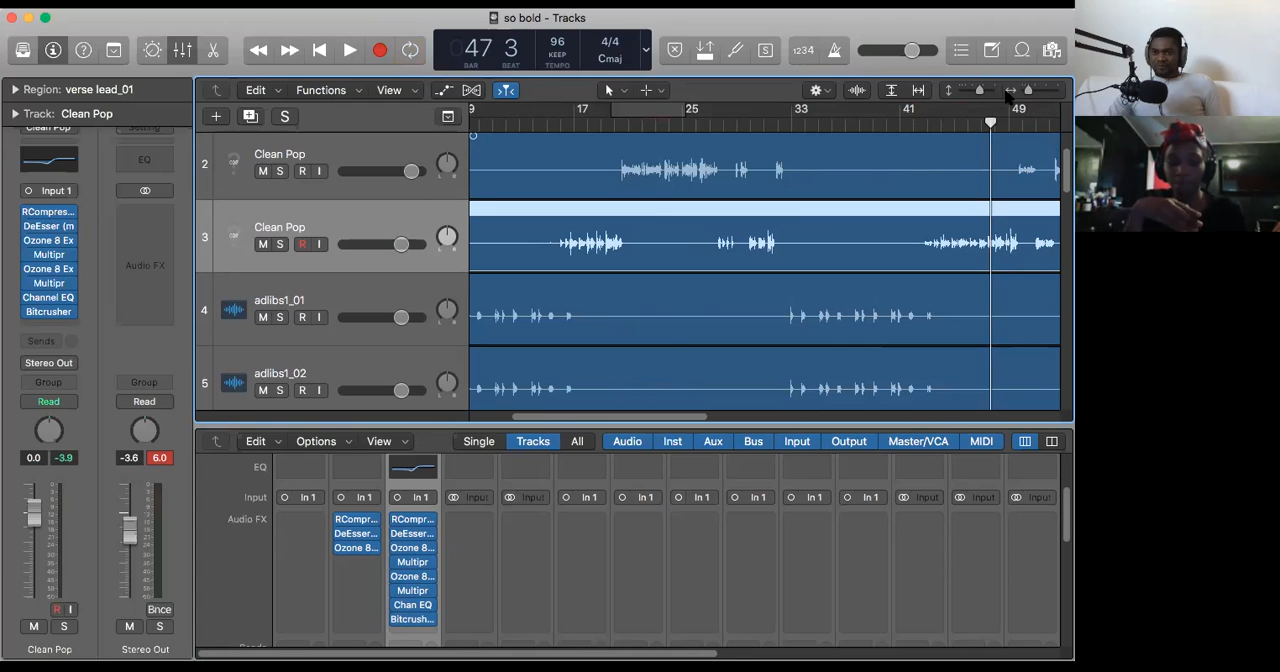 so bold - Tracks
1234
47 3
BAR BEAT
96
KEEP
TEMPO
4/4
Cmaj
Region: verse lead_01
Track: Clean Pop
Edit Functions View
S
17 25 33 41 49
Clean Pop Setting
EQ
Input 1
RCompres...
DeEsser (m
Ozone 8 Ex
Multipr
Ozone 8 Ex
Multipr
Channel EQ
Bitcrusher
Audio FX
Sends
Stereo Out
Group Group
Read Read
0.0 -3.9 -3.6 6.0
R I Bnce
M S M S
Clean Pop Stereo Out
2 Clean Pop
M S R I
3 Clean Pop
M S R I
4 adlibs1_01
M S R I
5 adlibs1_02
M S R I
Edit Options View Single Tracks All Audio Inst Aux Bus Input Output Master/VCA MIDI
EQ
Input In 1 In 1 In 1 Input Input In 1 In 1 In 1 In 1 In 1 In 1 Input Input Input
Audio FX
RCompr... RCompr...
DeEsser... DeEsser...
Ozone 8... Ozone 8...
Multipr
Ozone 8...
Multipr
Chan EQ
Bitcrush...